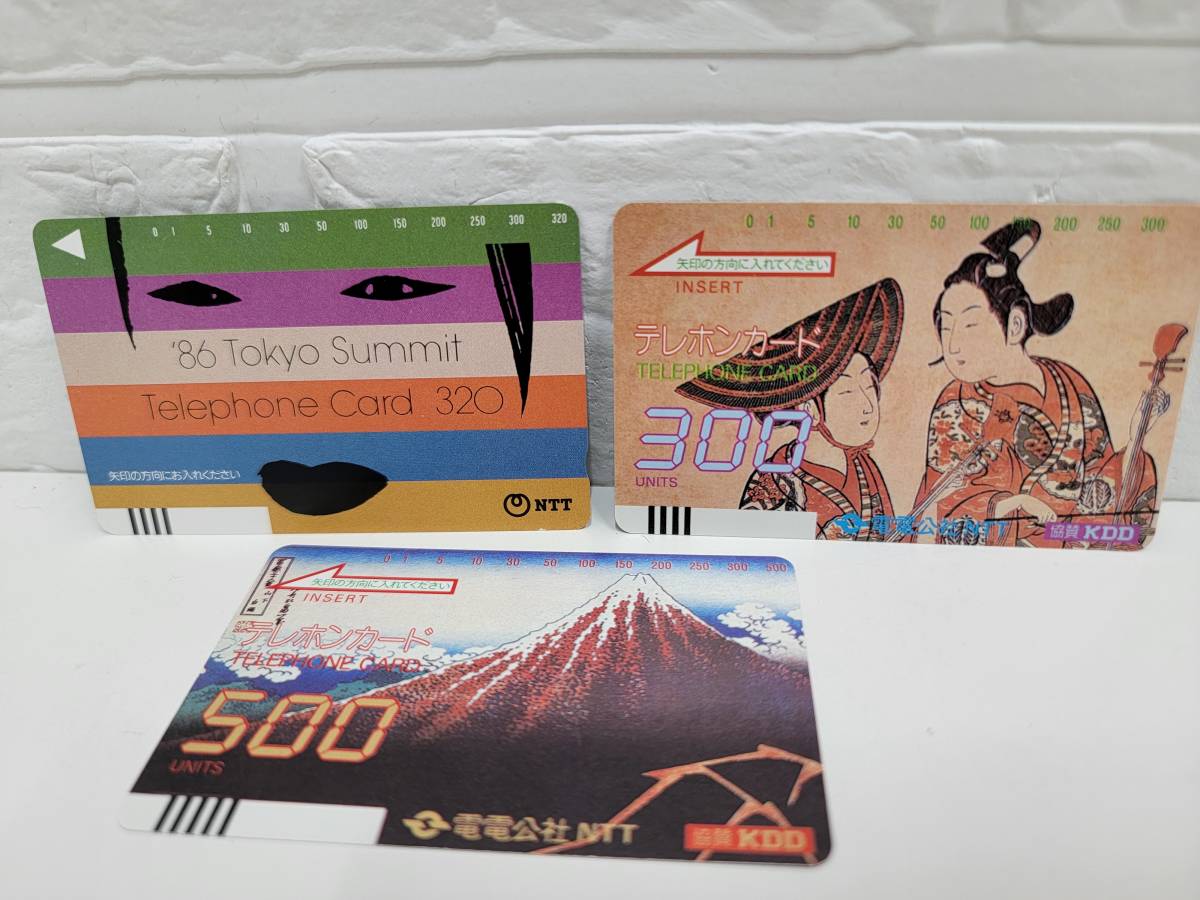 0 1 5 10 30 50 100 150 200 250 300 320
'86 Tokyo Summit
Telephone Card 320
矢印の方向にお入れください
NTT
0 1 5 10 30 50 100 150 200 250 300
矢印の方向に入れてください
INSERT
テレホンカード
TELEPHONE CARD
300
UNITS
電電公社 NTT
協賛 KDD
0 1 5 10 30 50 100 150 200 250 300 500
矢印の方向に入れてください
INSERT
テレホンカード
TELEPHONE CARD
500
UNITS
電電公社 NTT
協賛 KDD